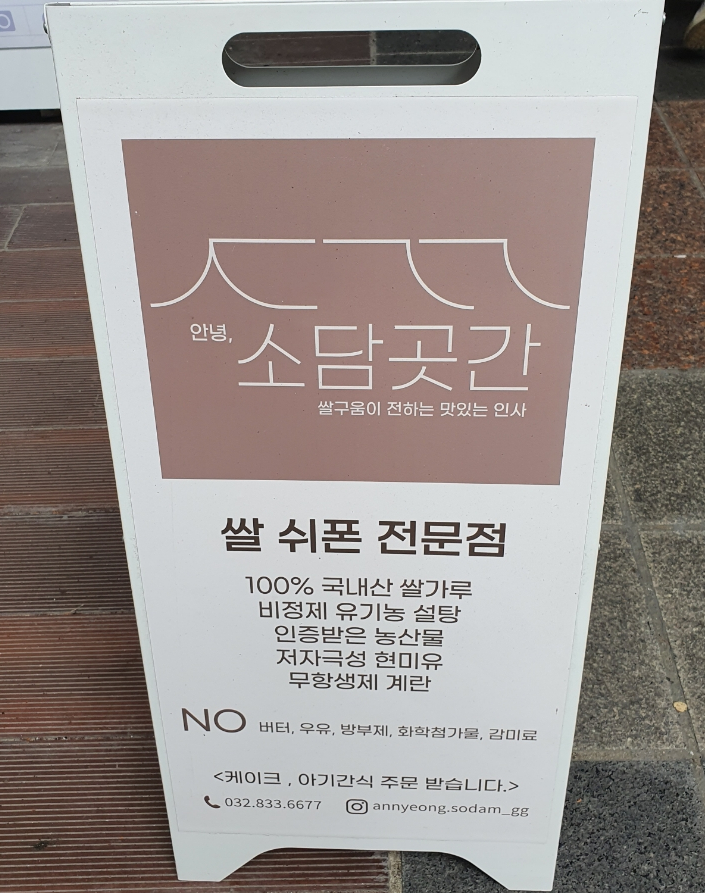 안녕,
소담곳간
쌀구움이 전하는 맛있는 인사
쌀 쉬폰 전문점
100% 국내산 쌀가루
비정제 유기농 설탕
인증받은 농산물
저자극성 현미유
무항생제 계란
NO 버터, 우유, 방부제, 화학첨가물, 감미료
<케이크 , 아기간식 주문 받습니다.>
032.833.6677 annyeong.sodam_gg